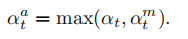 α_t^a = max(α_t, α_t^m).